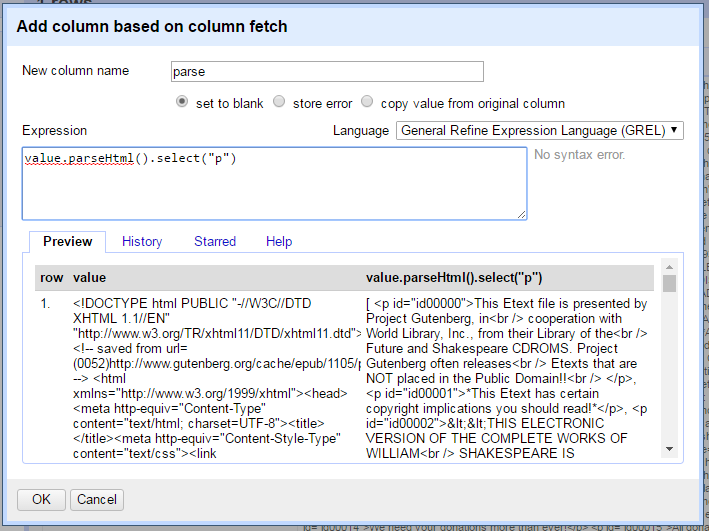 1 rows
Add column based on column fetch
New column name parse
set to blank store error copy value from original column
Expression Language General Refine Expression Language (GREL)
value.parseHtml().select("p")
No syntax error.
Preview History Starred Help
row value value.parseHtml().select("p")
1. <!DOCTYPE html PUBLIC "-//W3C//DTD
XHTML 1.1//EN"
"http://www.w3.org/TR/xhtml11/DTD/xhtml11.dtd">
<!-- saved from url=
(0052)http://www.gutenberg.org/cache/epub/1105/p
--> <html
xmlns="http://www.w3.org/1999/xhtml"><head>
<meta http-equiv="Content-Type"
content="text/html; charset=UTF-8"><title>
</title><meta http-equiv="Content-Style-Type"
content="text/css"><link
[ <p id="id00000">This Etext file is presented by
Project Gutenberg, in<br /> cooperation with
World Library, Inc., from their Library of the<br />
Future and Shakespeare CDROMS. Project
Gutenberg often releases<br /> Etexts that are
NOT placed in the Public Domain!!<br /> </p>,
<p id="id00001">*This Etext has certain
copyright implications you should read!*</p>, <p
id="id00002">&lt;&lt;THIS ELECTRONIC
VERSION OF THE COMPLETE WORKS OF
WILLIAM<br /> SHAKESPEARE IS
OK Cancel
id="id00014">We need your donations more than ever!</p> <p id="id00015">All dona